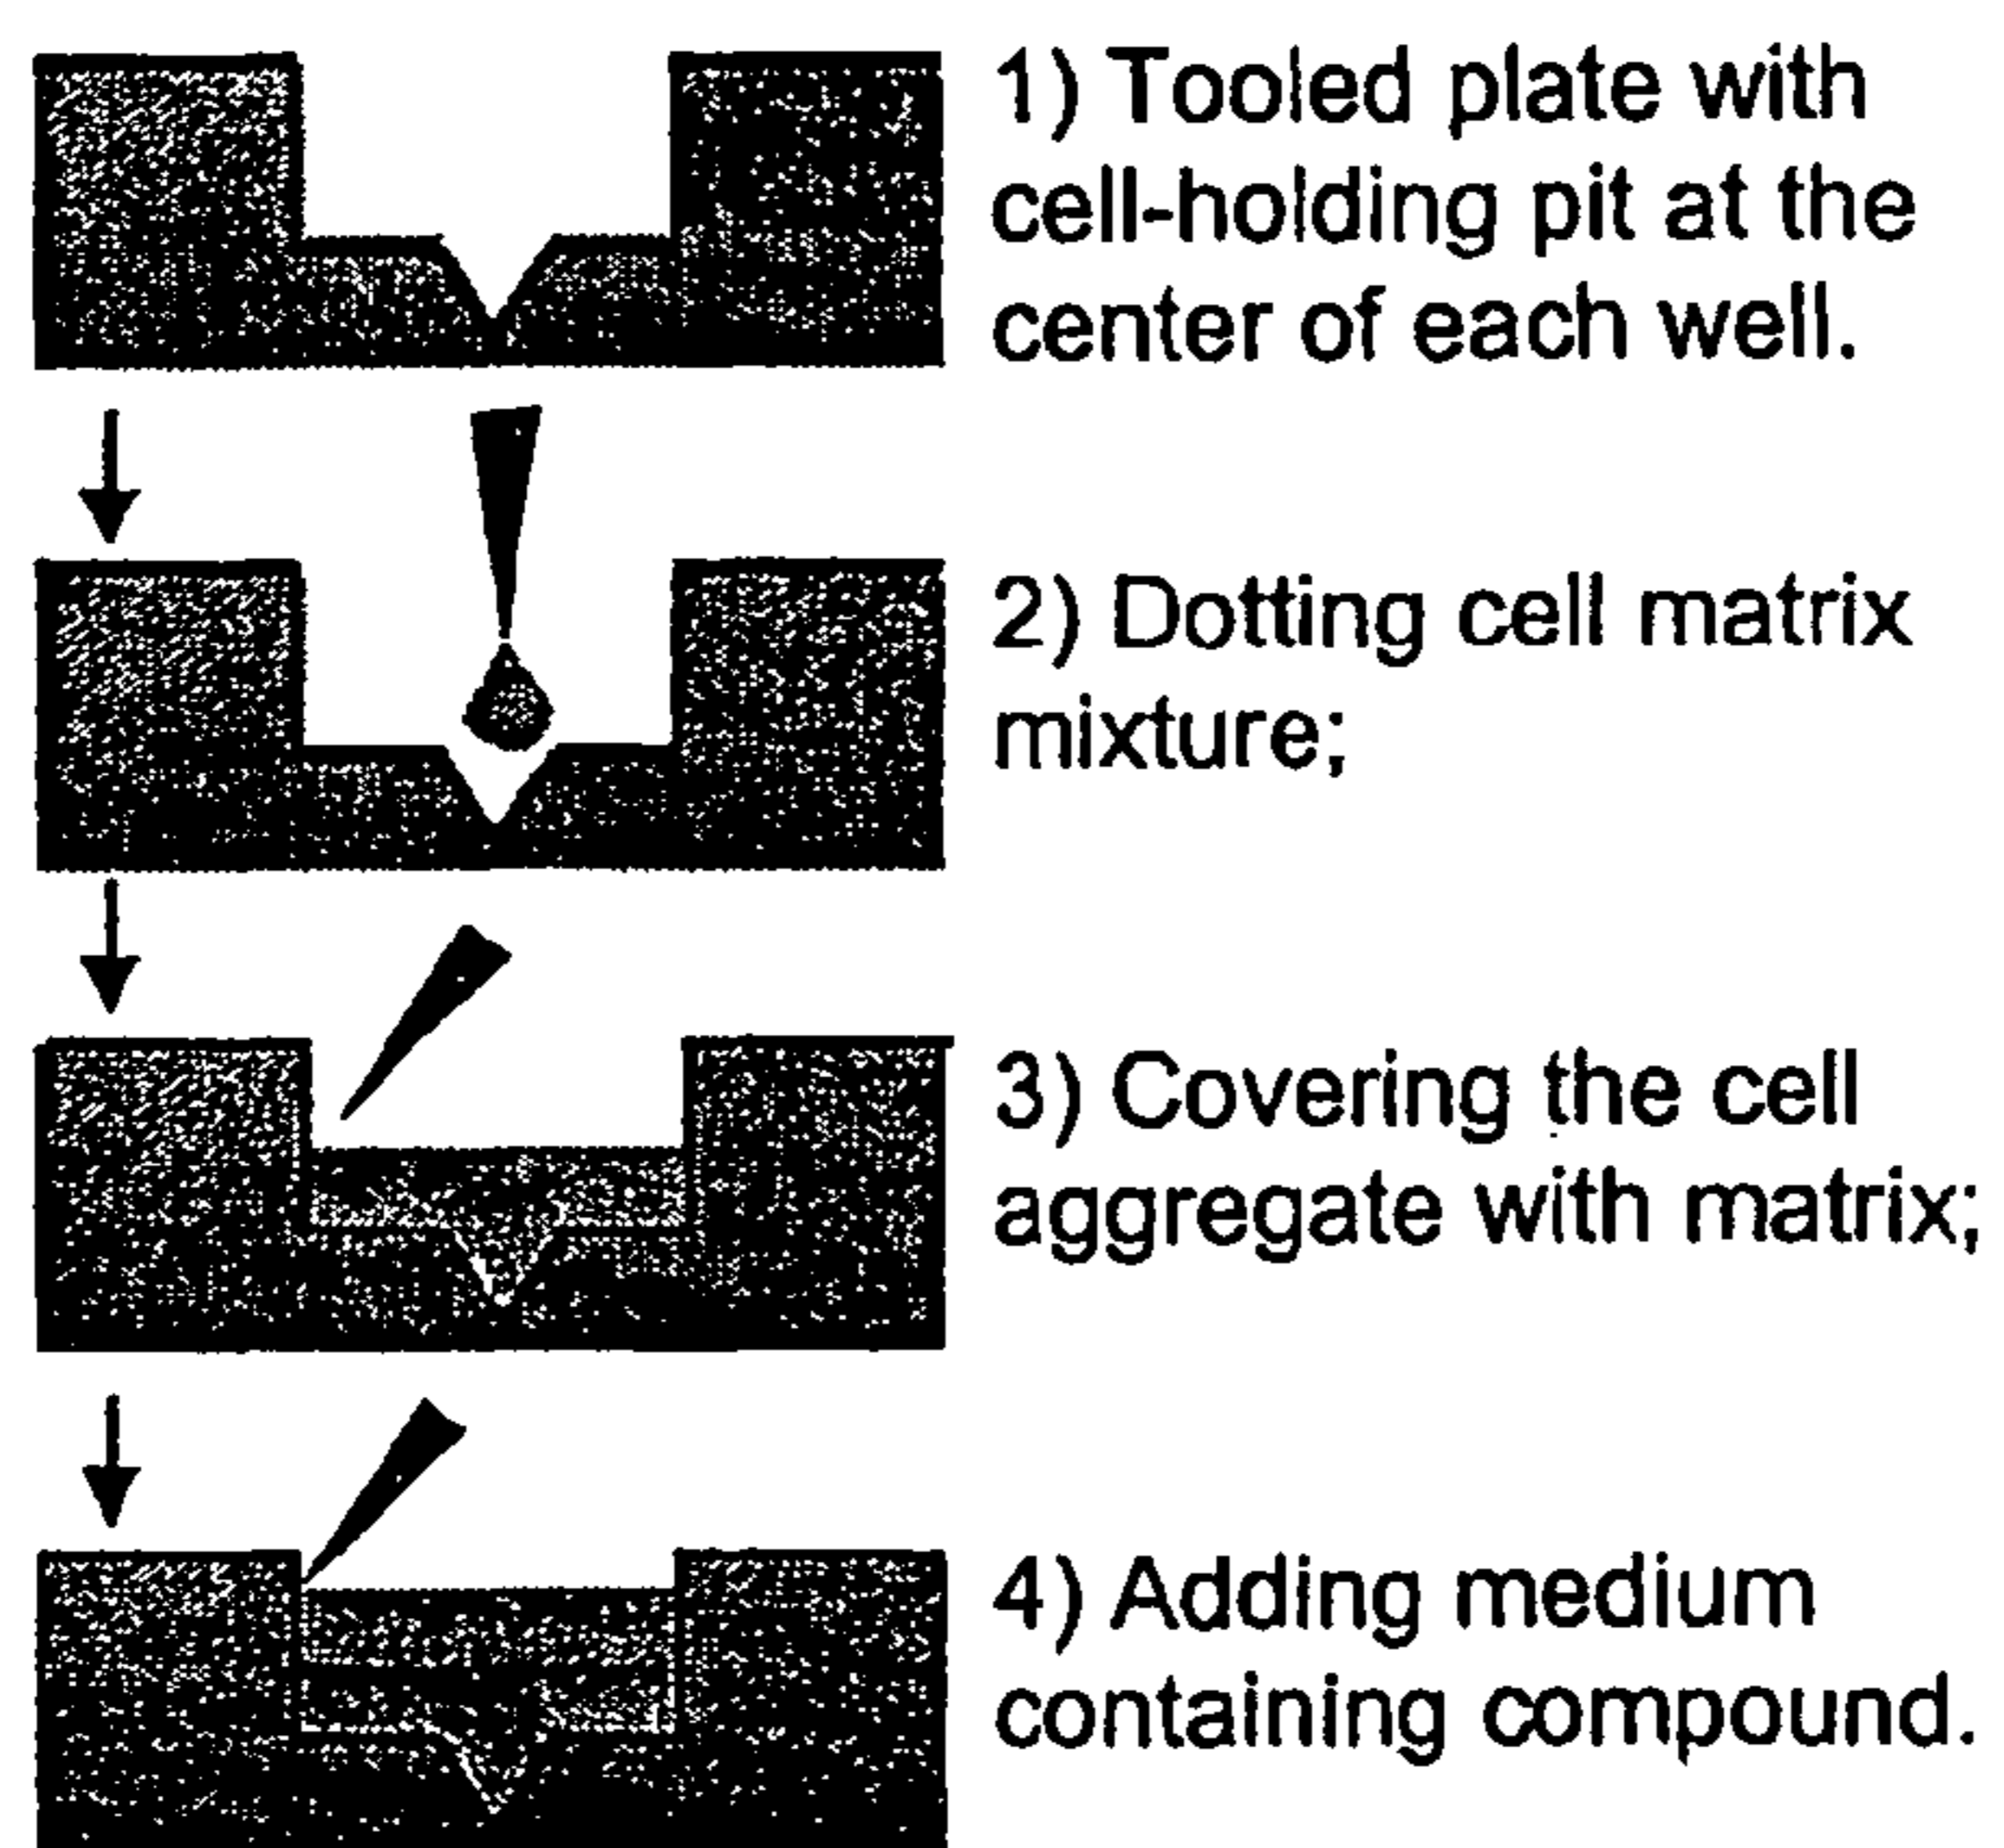 1) Tooled plate with
cell-holding pit at the
center of each well.
2) Dotting cell matrix
mixture;
3) Covering the cell
aggregate with matrix;
4) Adding medium
containing compound.